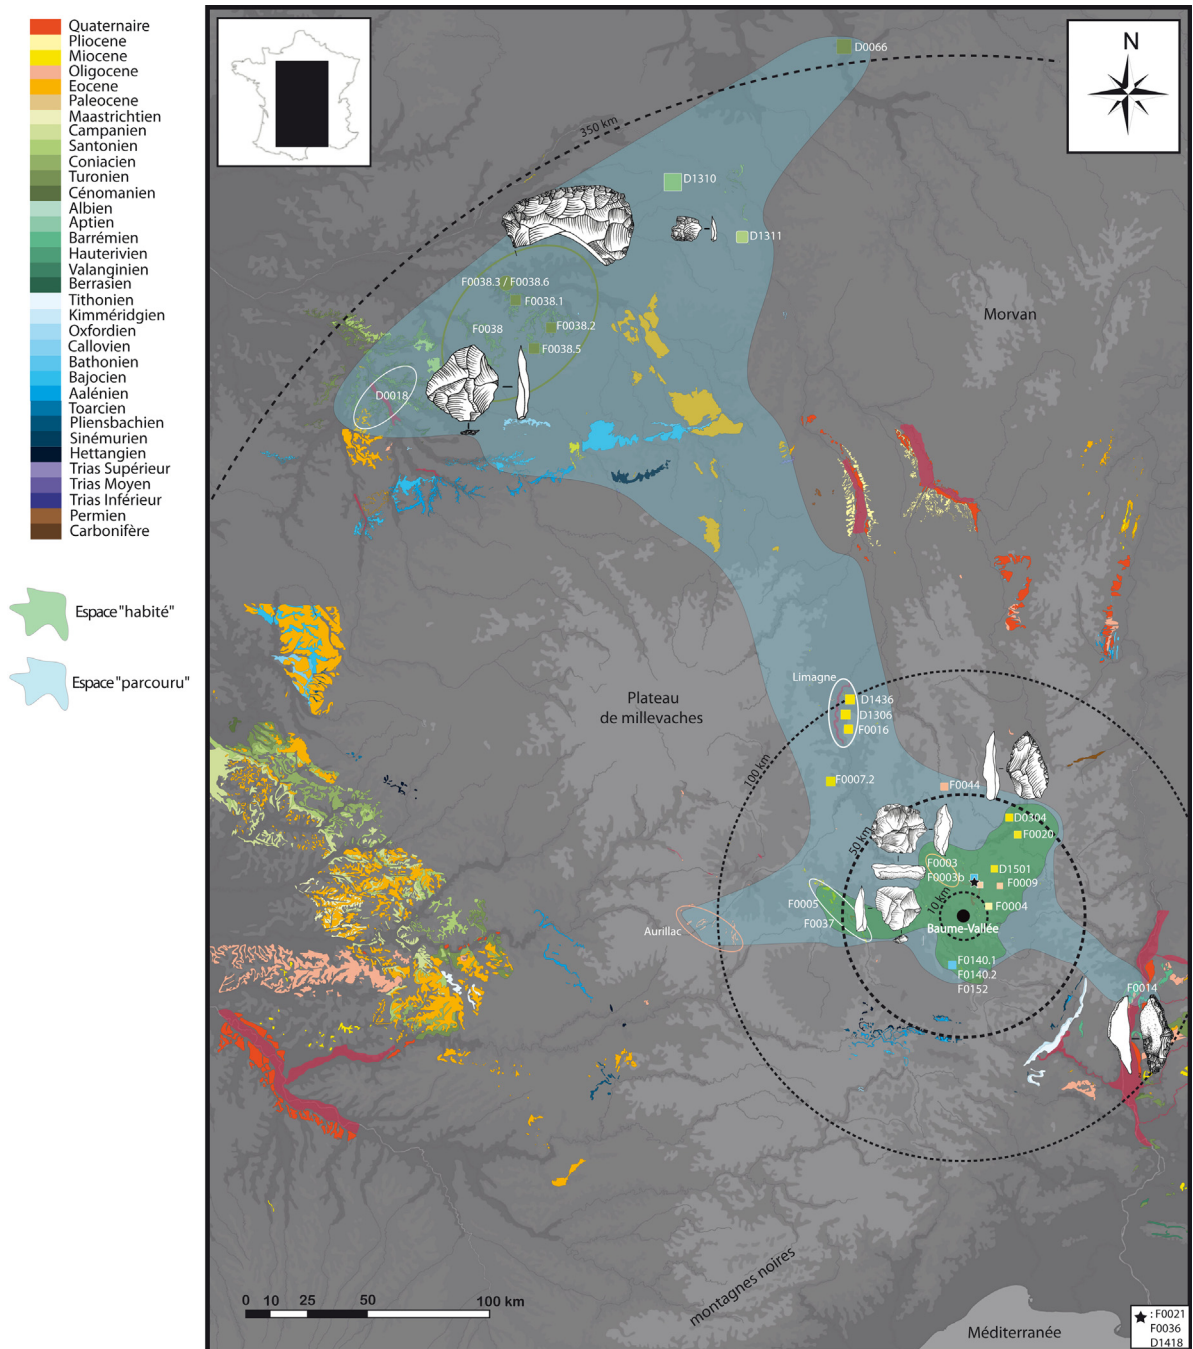 Quaternaire
Pliocene
Miocene
Oligocene
Eocene
Paleocene
Maastrichtien
Campanien
Santonien
Coniacien
Turonien
Cénomanien
Albien
Aptien
Barrémien
Hauterivien
Valanginien
Berrasien
Tithonien
Kimméridgien
Oxfordien
Callovien
Bathonien
Bajocien
Aalénien
Toarcien
Pliensbachien
Sinémurien
Hettangien
Trias Supérieur
Trias Moyen
Trias Inférieur
Permien
Carbonifère
Espace "habité"
Espace "parcouru"
N
D0066
350 km
D1310
D1311
F0038.3 / F0038.6
F0038.1
F0038
F0038.2
F0038.5
D0018
Morvan
Plateau
de millevaches
Limagne
D1436
D1306
F0016
100 km
F0007.2
F0044
50 km
D0304
F0020
F0003
F0003b
D1501
F0009
10 km
F0004
F0005
F0037
Baume-Vallée
Aurillac
F0140.1
F0140.2
F0152
F0014
montagnes noires
0 10 25 50 100 km
Méditerranée
: F0021
F0036
D1418